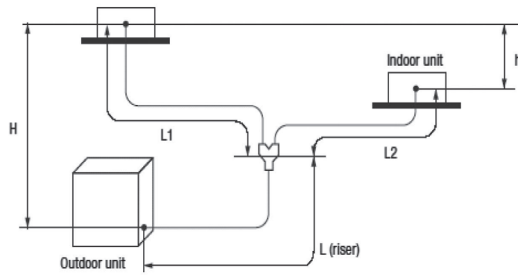 h
Indoor unit
H
L1
L2
L (riser)
Outdoor unit